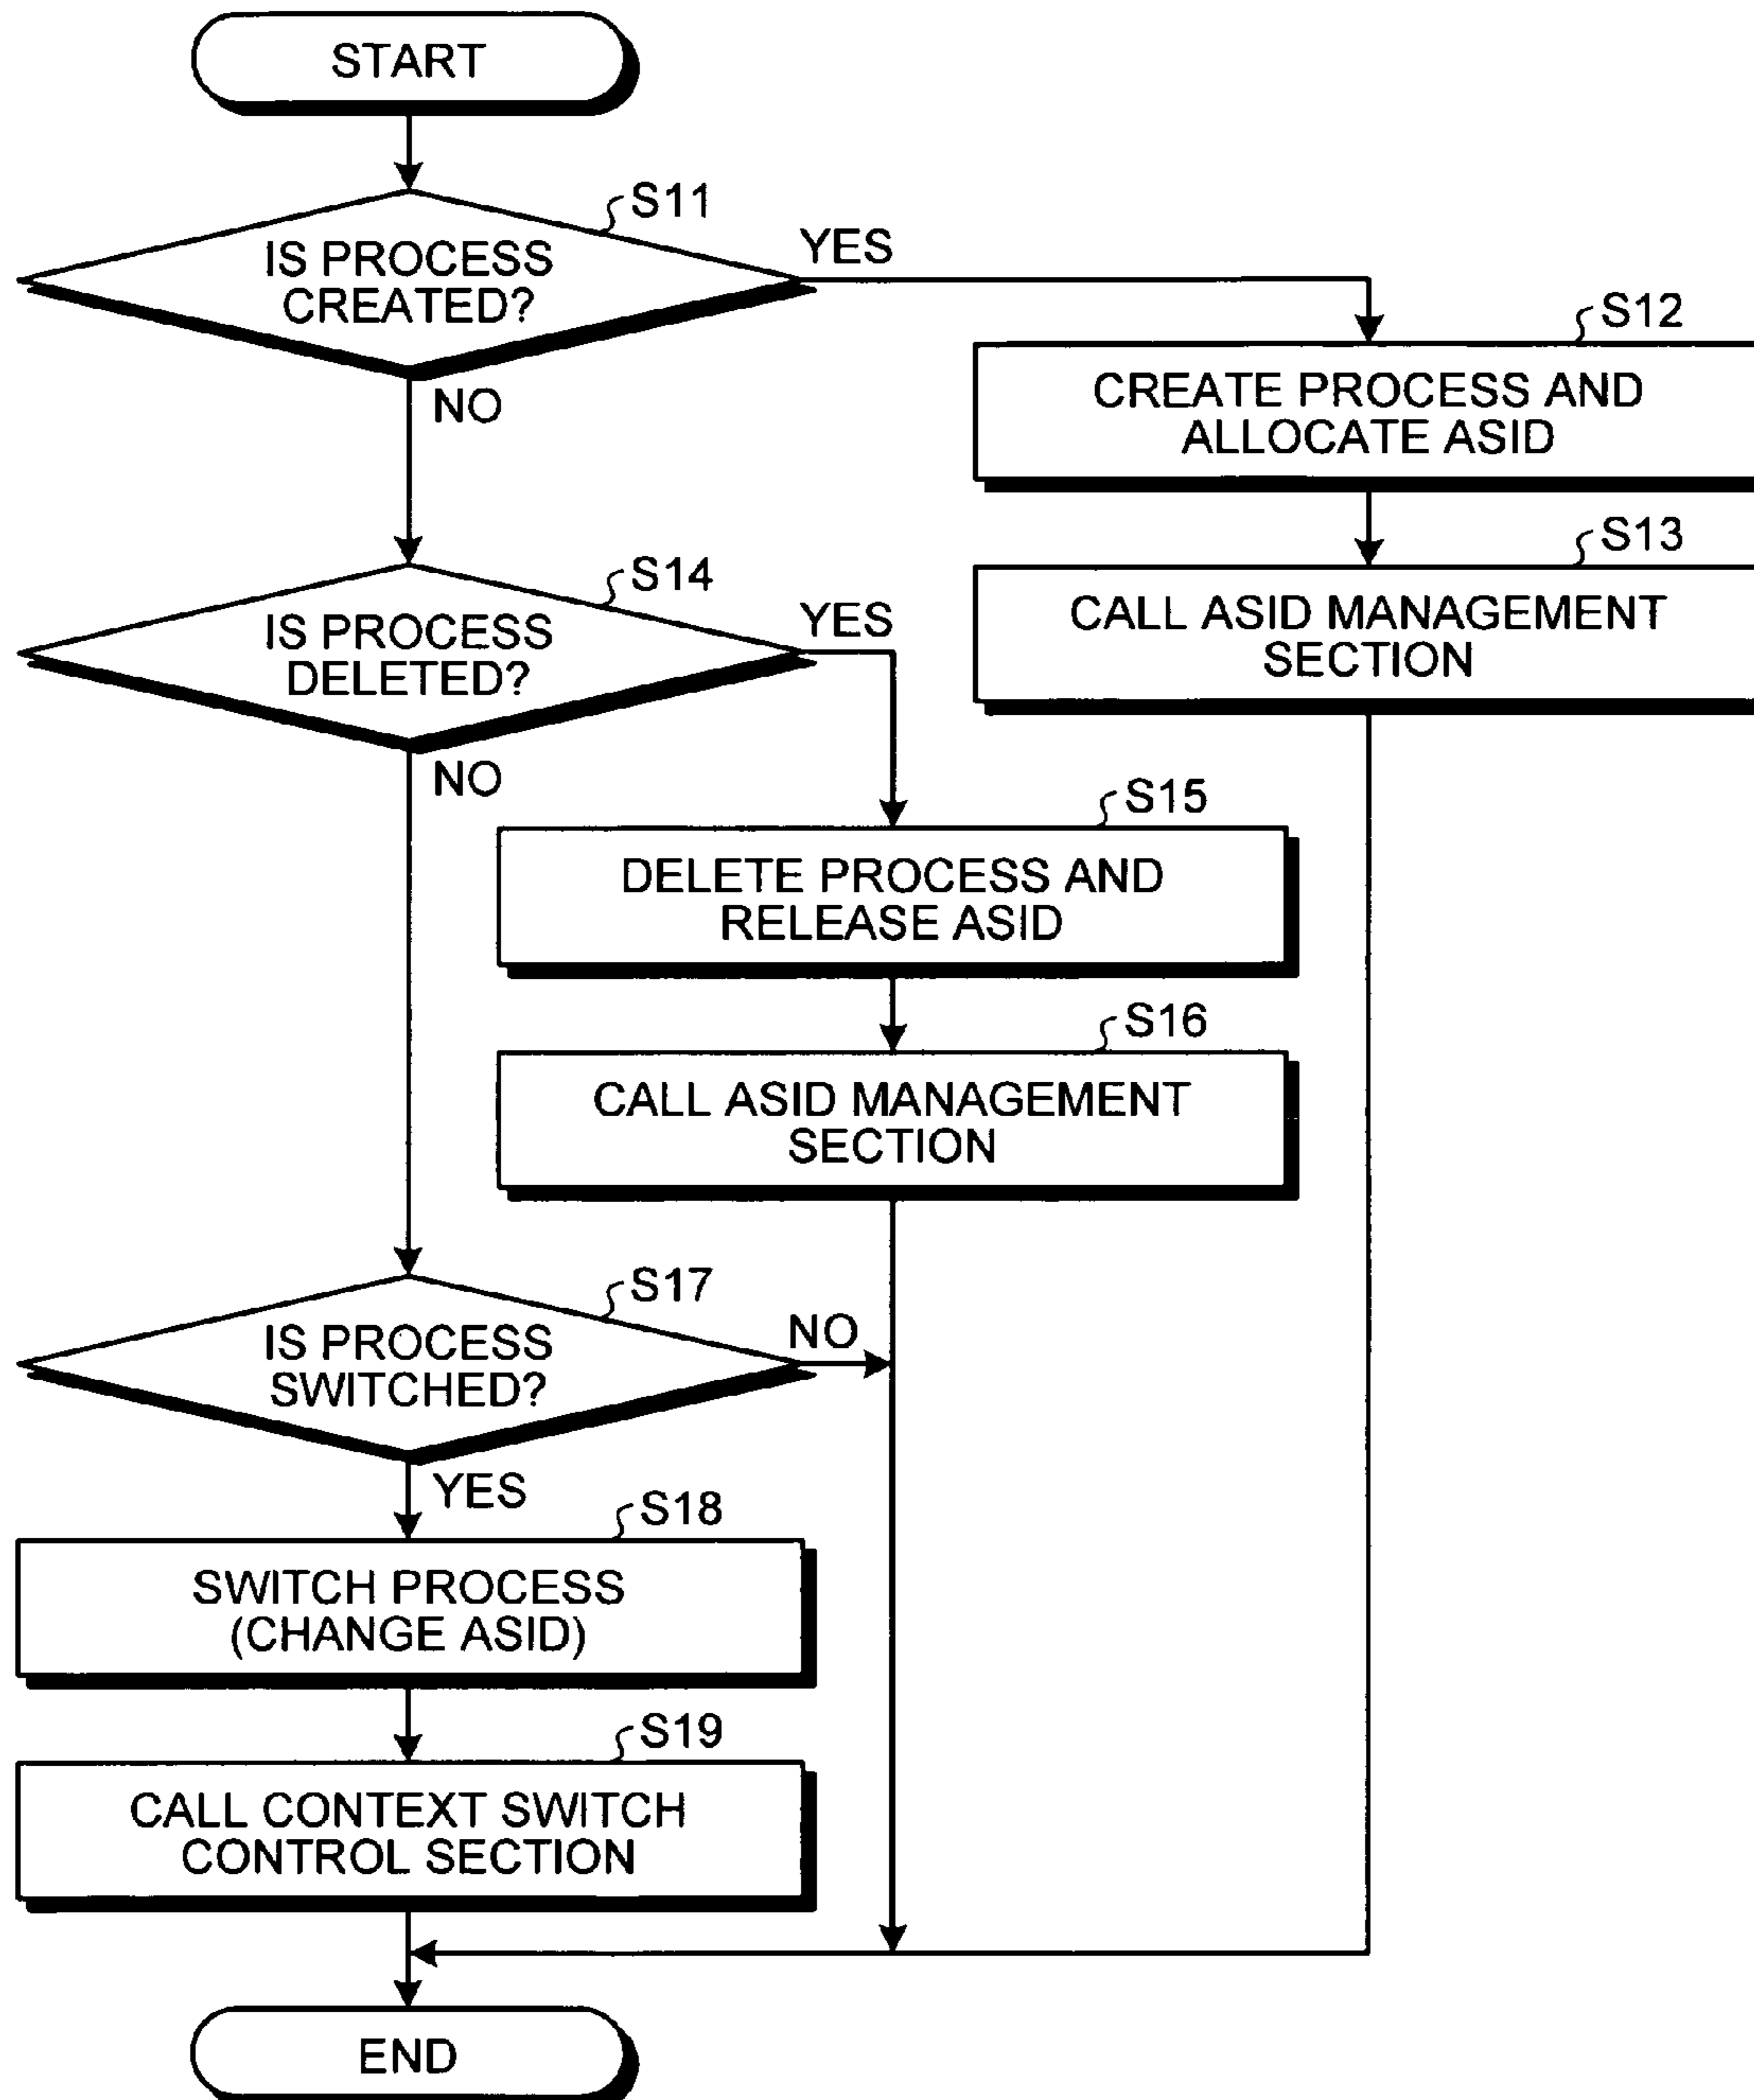 START
S11
IS PROCESS
CREATED?
YES
NO
S12
CREATE PROCESS AND
ALLOCATE ASID
S13
CALL ASID MANAGEMENT
SECTION
S14
IS PROCESS
DELETED?
YES
NO
S15
DELETE PROCESS AND
RELEASE ASID
S16
CALL ASID MANAGEMENT
SECTION
S17
IS PROCESS
SWITCHED?
NO
YES
S18
SWITCH PROCESS
(CHANGE ASID)
S19
CALL CONTEXT SWITCH
CONTROL SECTION
END